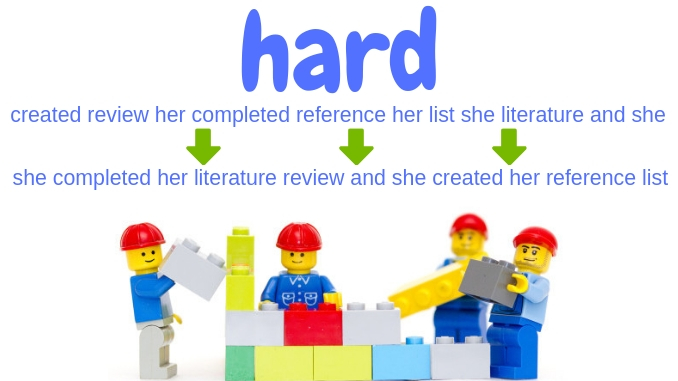 hard
created review her completed reference her list she literature and she
she completed her literature review and she created her reference list